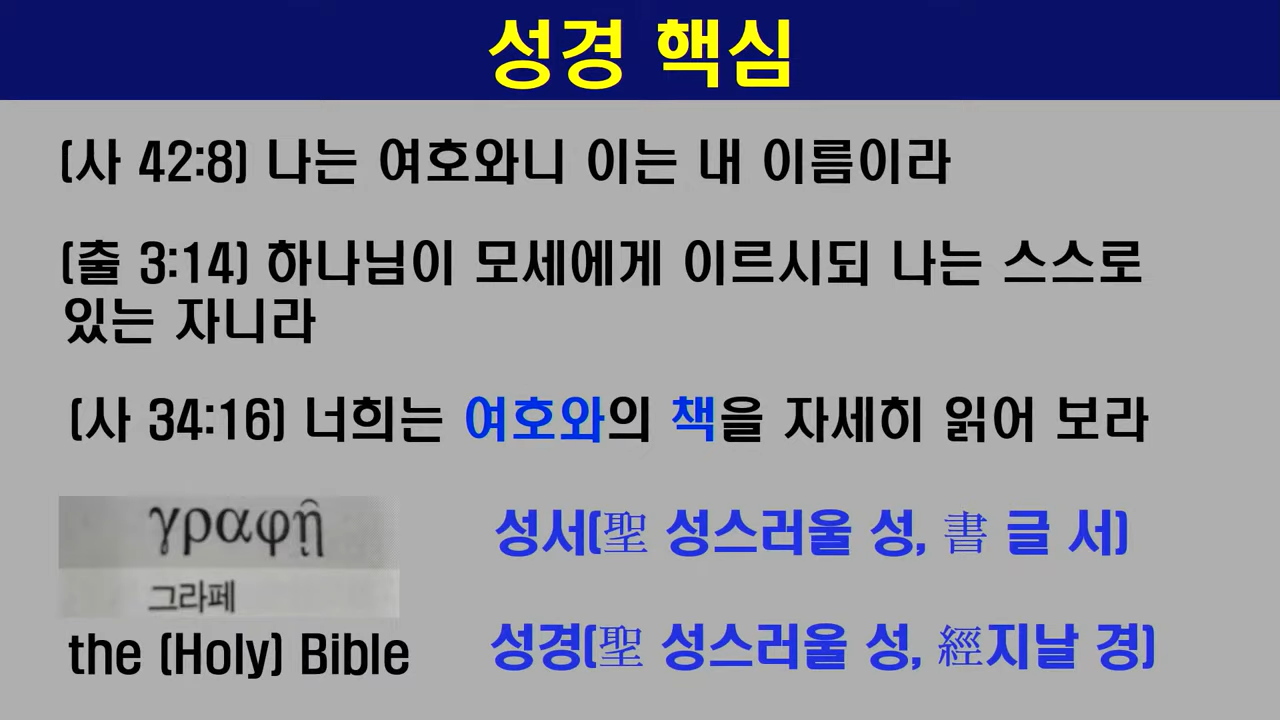 성경 핵심
(사 42:8) 나는 여호와니 이는 내 이름이라
(출 3:14) 하나님이 모세에게 이르시되 나는 스스로
있는 자니라
(사 34:16) 너희는 여호와의 책을 자세히 읽어 보라
γραφῇ
그라페
the (Holy) Bible
성서(聖 성스러울 성, 書 글 서)
성경(聖 성스러울 성, 經지날 경)